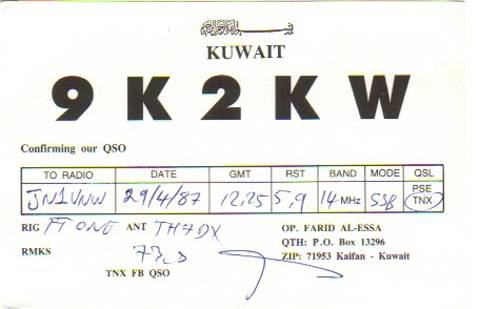 KUWAIT
9K2KW
Confirming our QSO
TO RADIO DATE GMT RST BAND MODE QSL
JN1VNW 29/4/87 12.25 5,9 14-MHz SSB PSE TNX
RIG FT ONE ANT TH7DX
OP. FARID AL-ESSA
QTH: P.O. Box 13296
ZIP: 71953 Kaifan - Kuwait
RMKS 73,s
TNX FB QSO